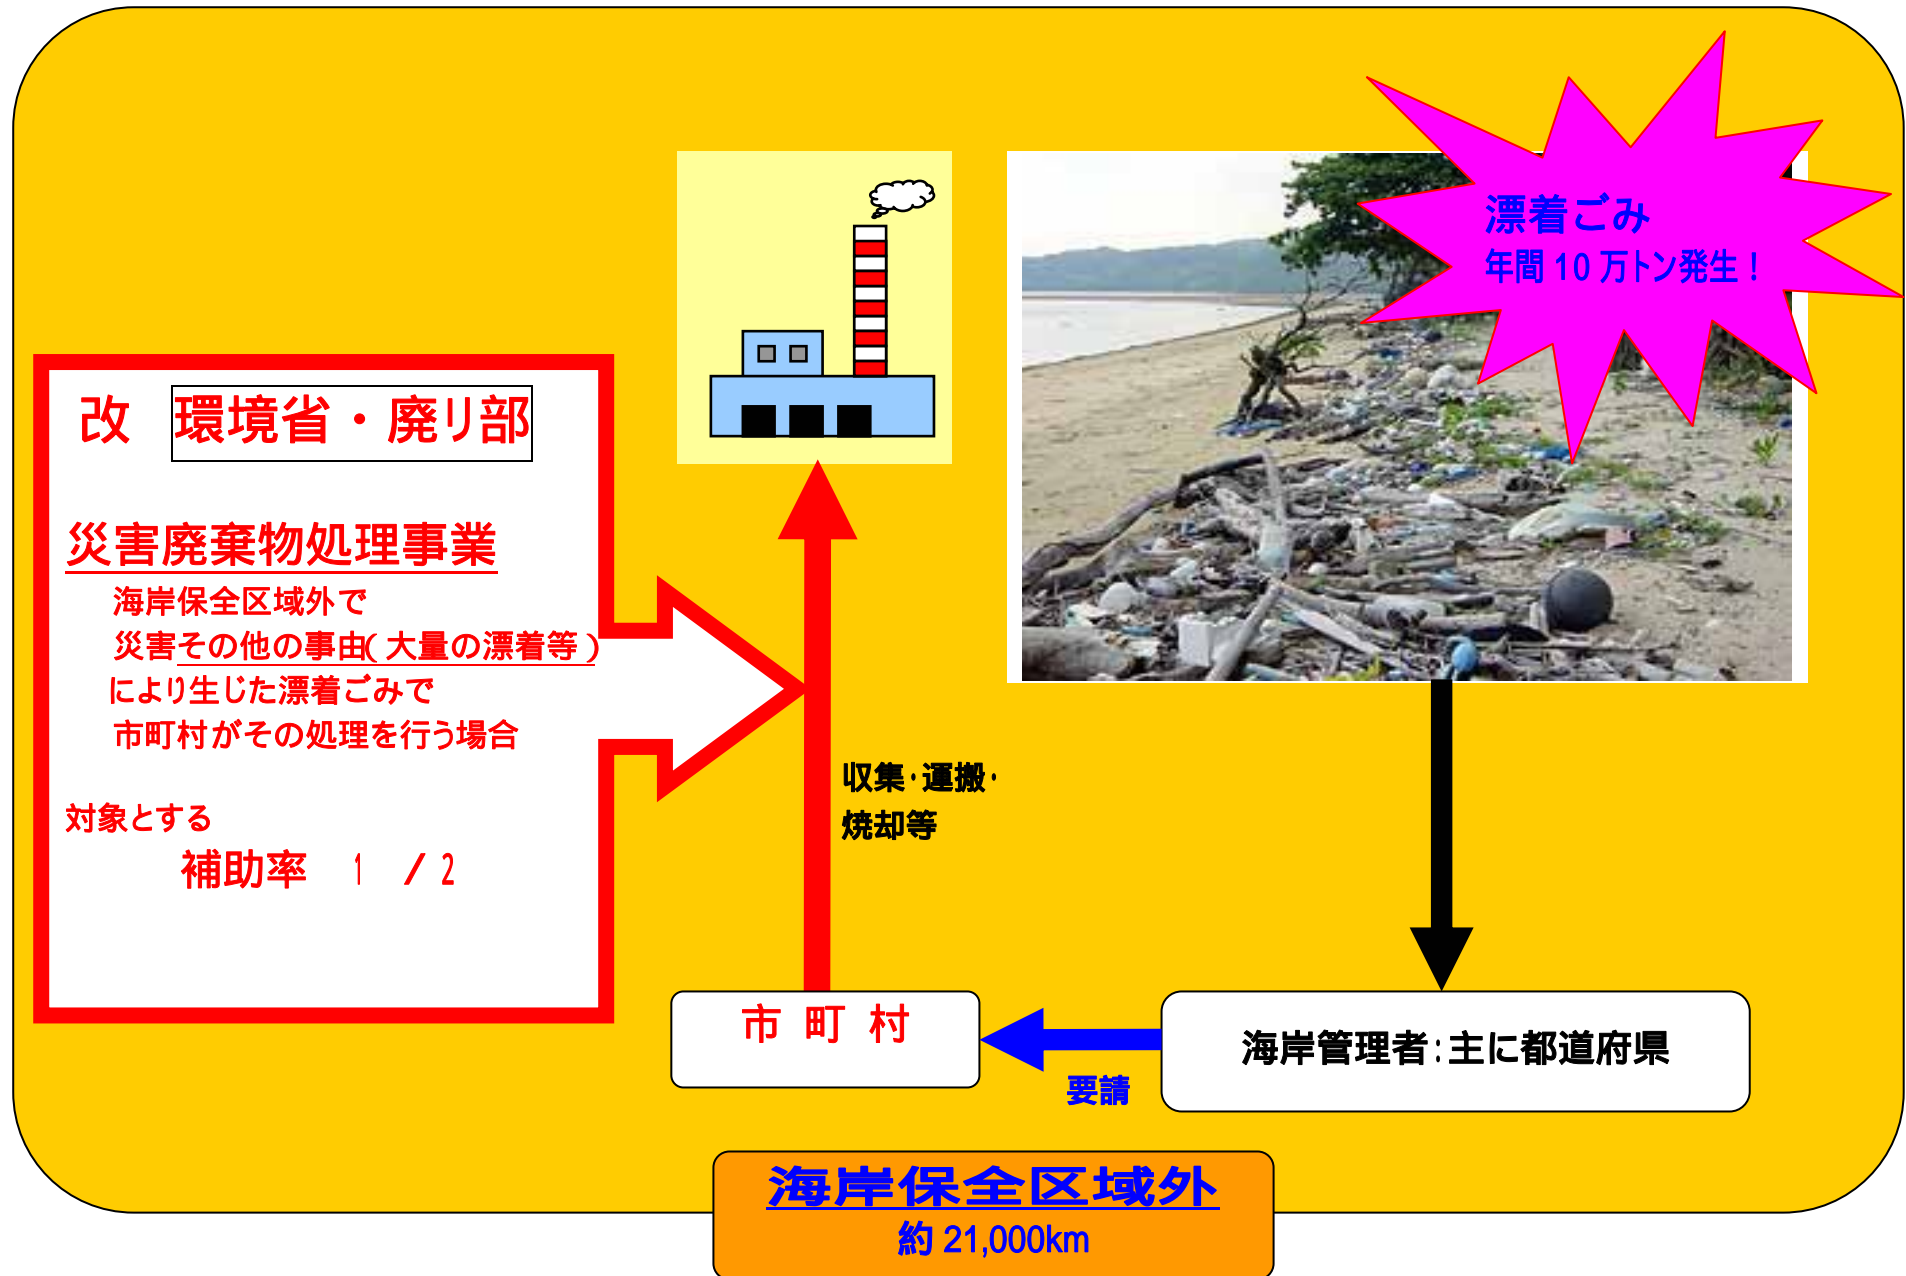 漂着ごみ
年間 10 万トン発生！
改 環境省・廃リ部
災害廃棄物処理事業
海岸保全区域外で
災害その他の事由（大量の漂着等）
により生じた漂着ごみで
市町村がその処理を行う場合
対象とする
補助率 1 / 2
収集・運搬・
焼却等
市 町 村
要請
海岸管理者：主に都道府県
海岸保全区域外
約 21,000km